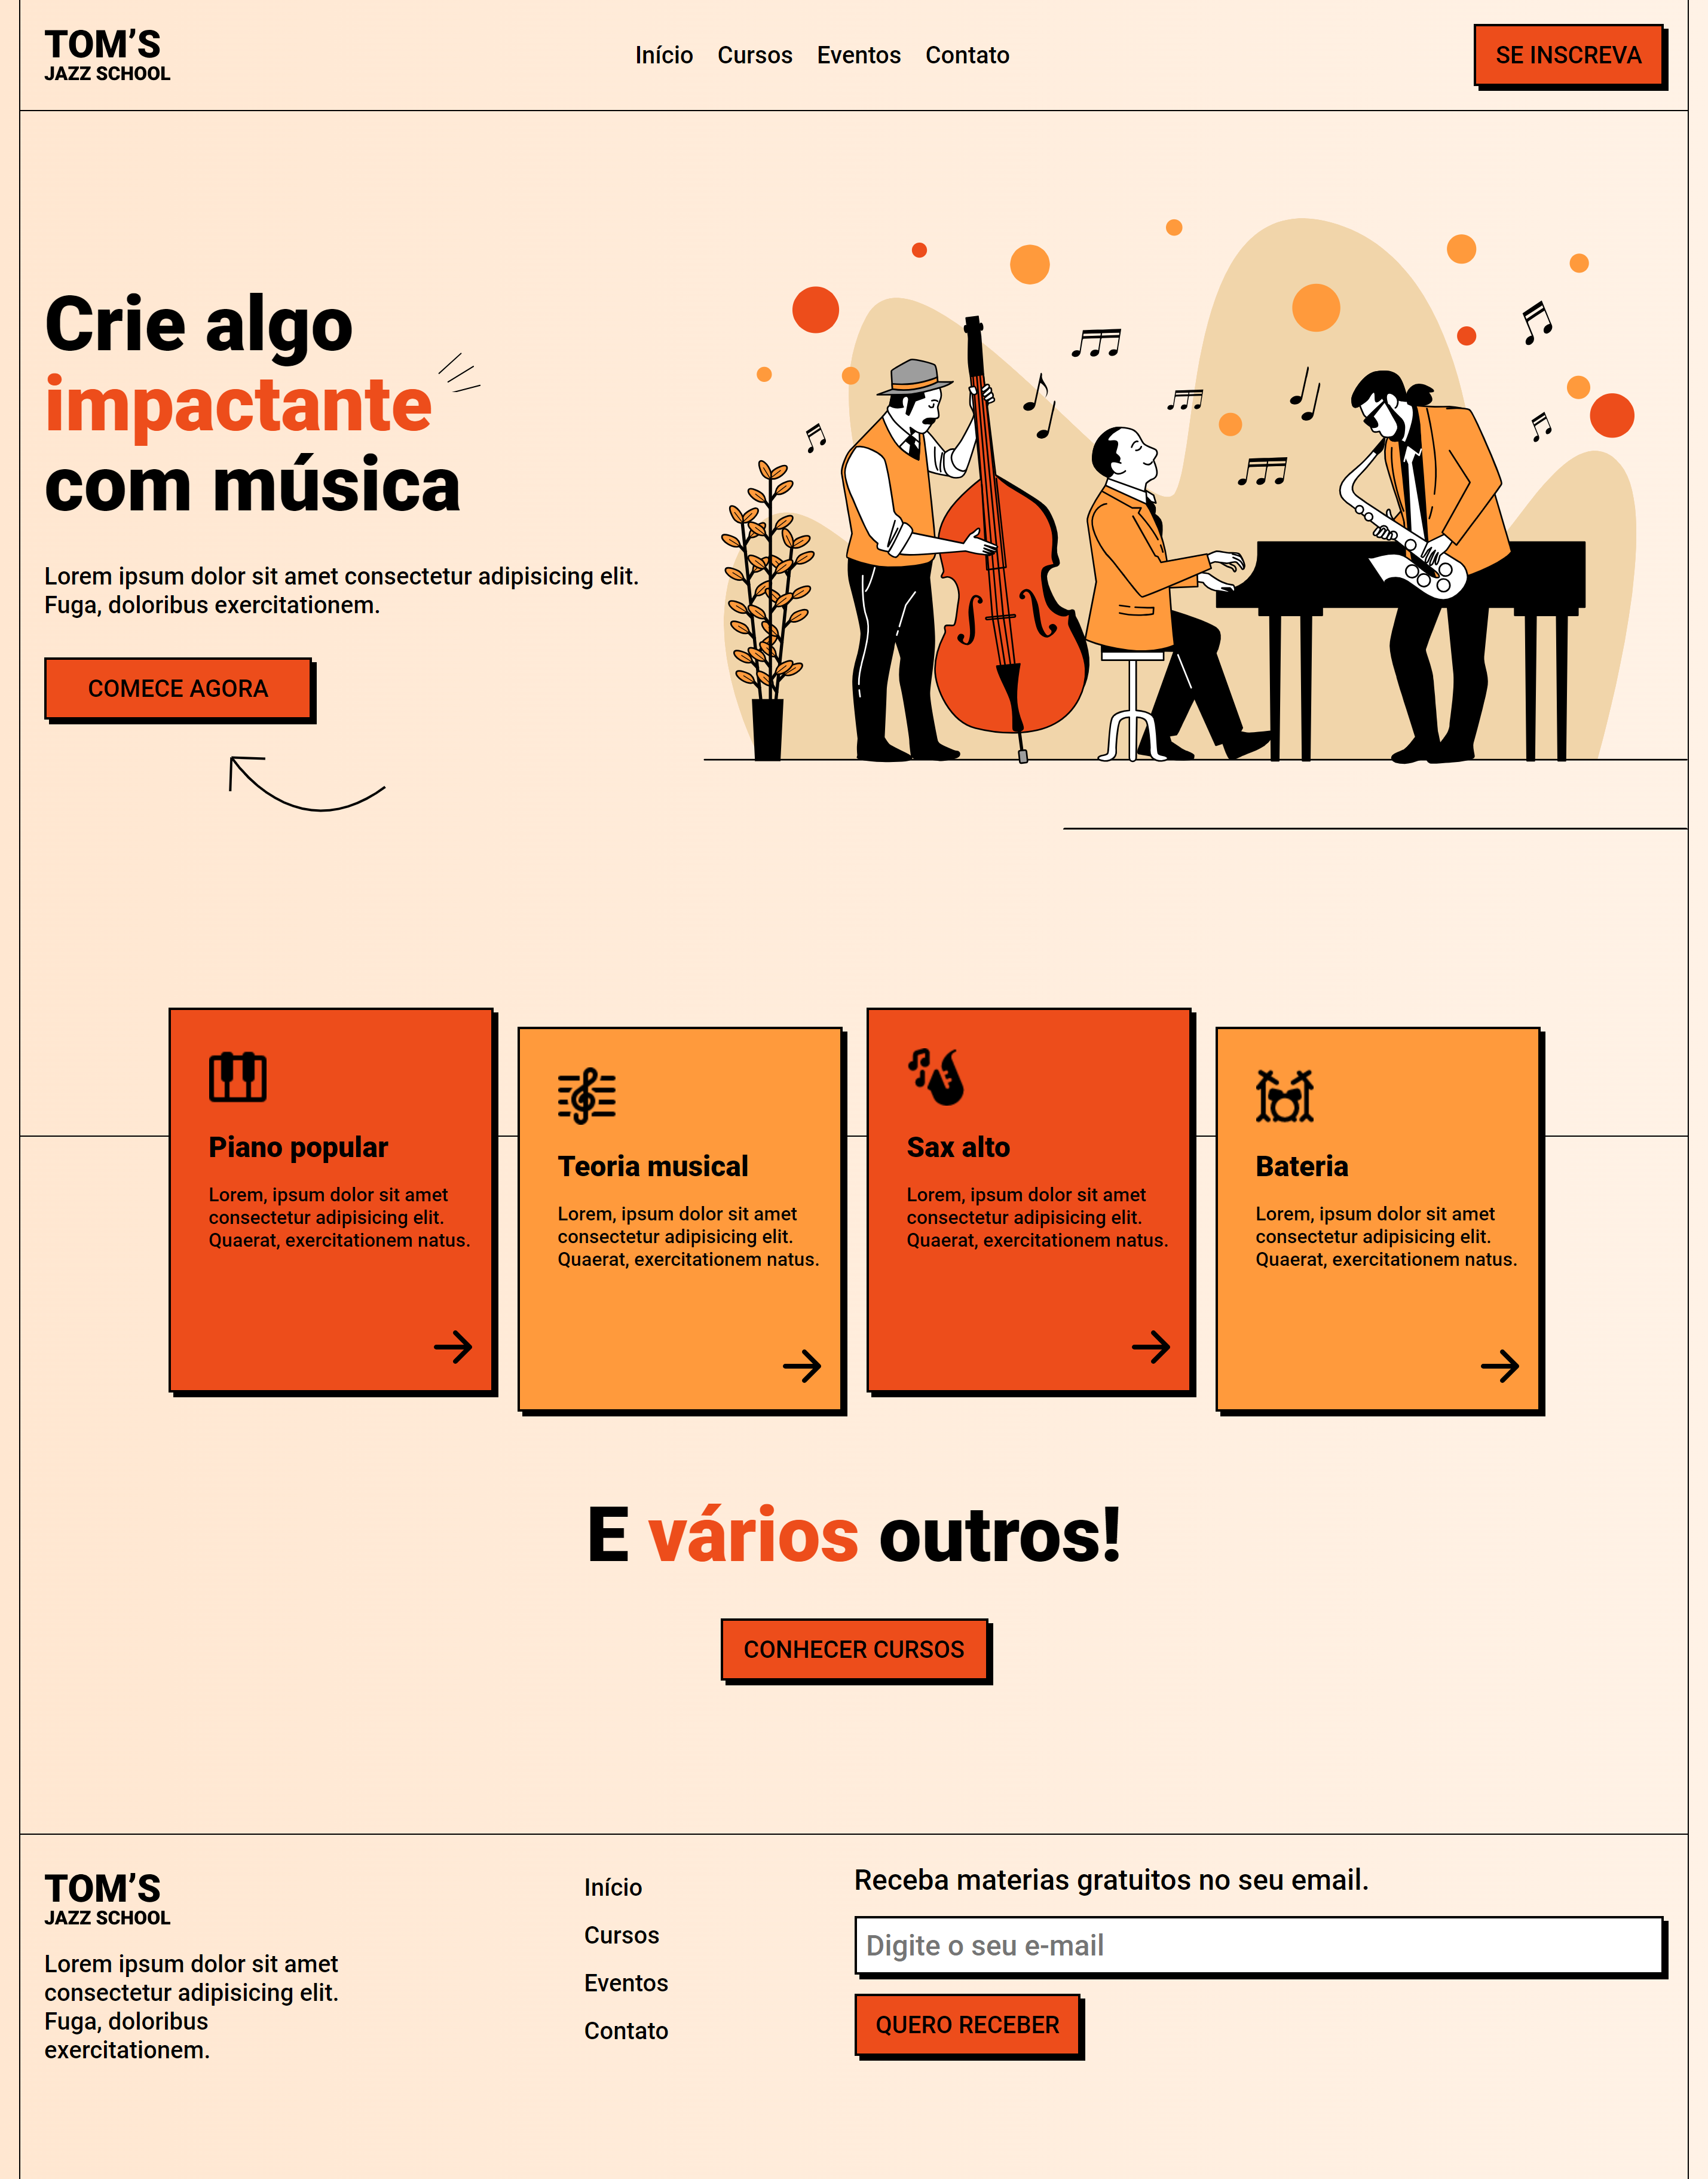 TOM’S
JAZZ SCHOOL
Início Cursos Eventos Contato
SE INSCREVA
Crie algo
impactante
com música
Lorem ipsum dolor sit amet consectetur adipisicing elit.
Fuga, doloribus exercitationem.
COMECE AGORA
Piano popular
Lorem, ipsum dolor sit amet
consectetur adipisicing elit.
Quaerat, exercitationem natus.
Teoria musical
Lorem, ipsum dolor sit amet
consectetur adipisicing elit.
Quaerat, exercitationem natus.
Sax alto
Lorem, ipsum dolor sit amet
consectetur adipisicing elit.
Quaerat, exercitationem natus.
Bateria
Lorem, ipsum dolor sit amet
consectetur adipisicing elit.
Quaerat, exercitationem natus.
E vários outros!
CONHECER CURSOS
TOM’S
JAZZ SCHOOL
Lorem ipsum dolor sit amet
consectetur adipisicing elit.
Fuga, doloribus
exercitationem.
Início
Cursos
Eventos
Contato
Receba materias gratuitos no seu email.
Digite o seu e-mail
QUERO RECEBER